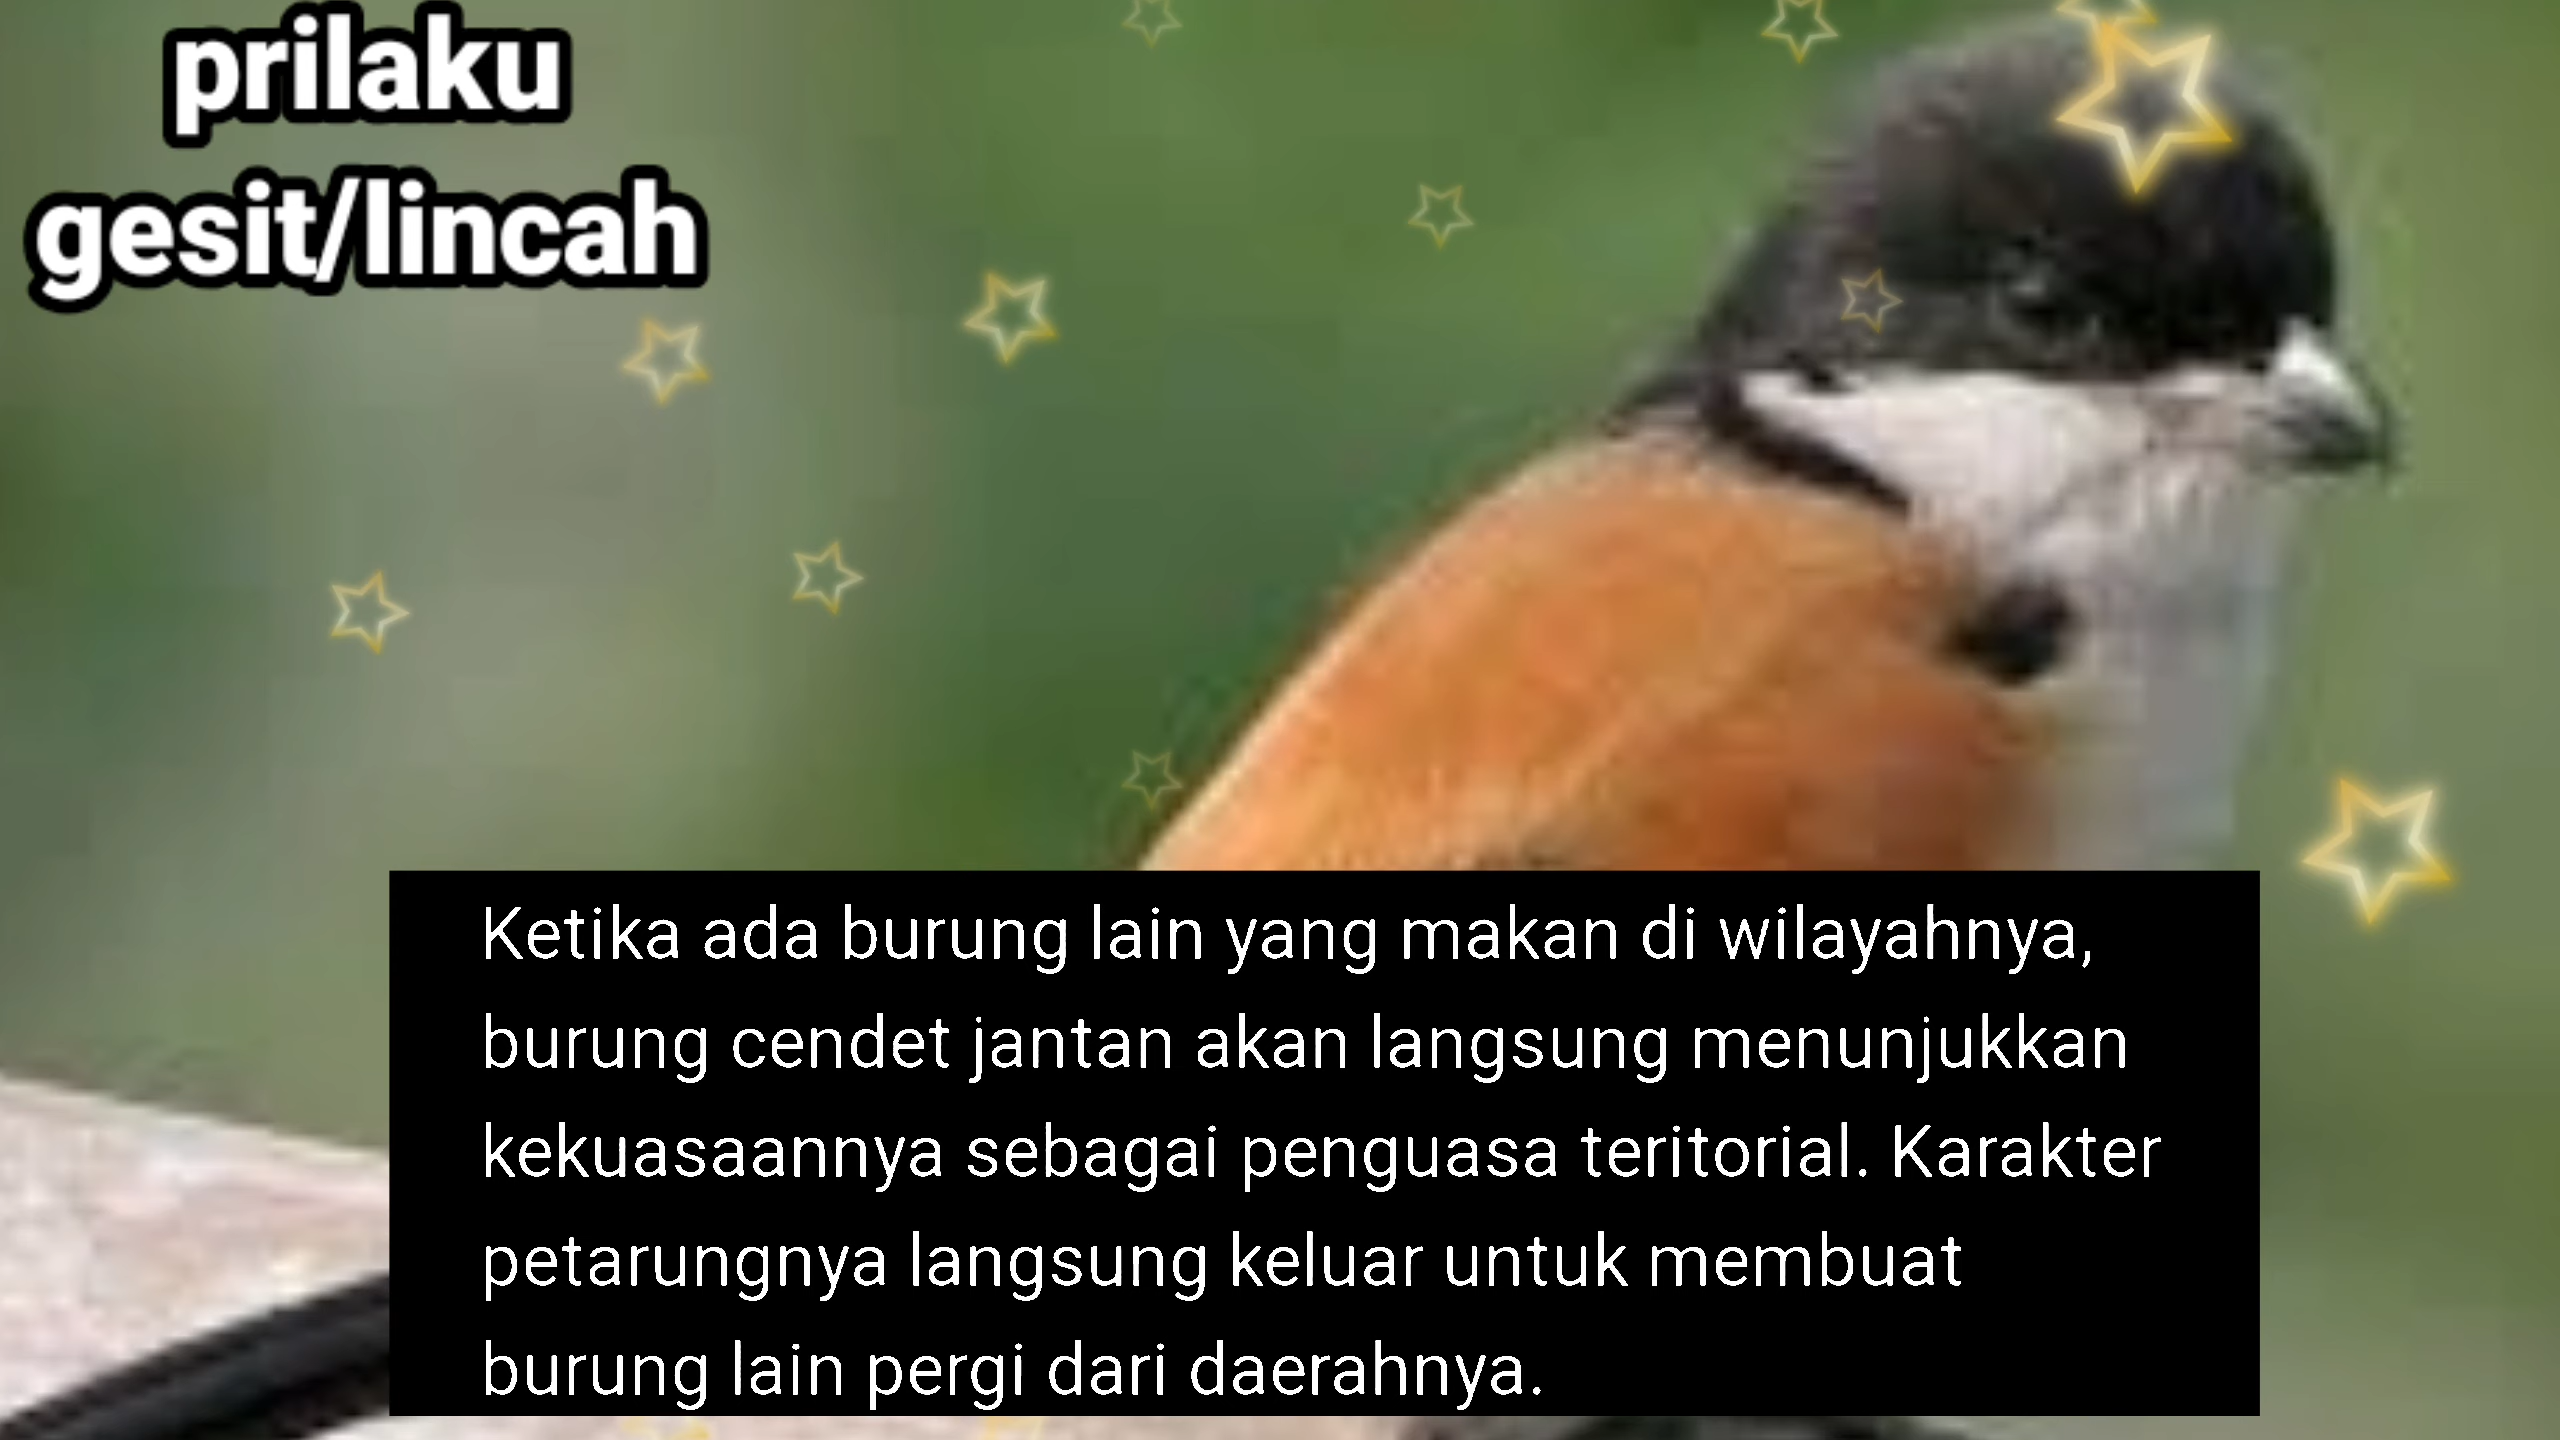 prilaku
gesit/lincah
Ketika ada burung lain yang makan di wilayahnya,
burung cendet jantan akan langsung menunjukkan
kekuasaannya sebagai penguasa teritorial. Karakter
petarungnya langsung keluar untuk membuat
burung lain pergi dari daerahnya.